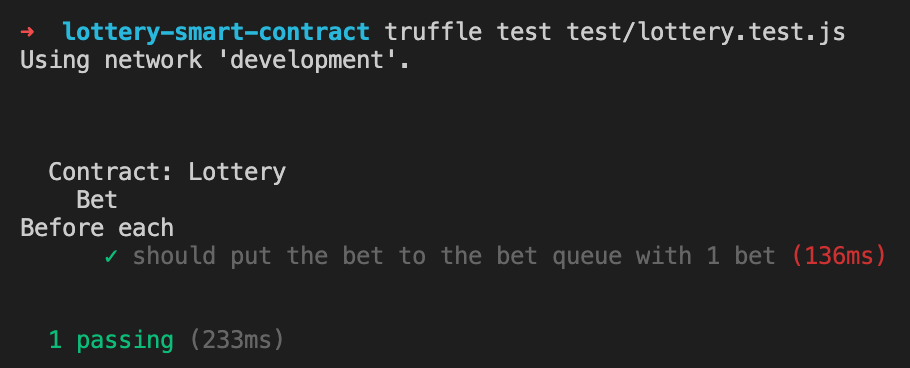 ➜  lottery-smart-contract truffle test test/lottery.test.js
Using network 'development'.
Contract: Lottery
Bet
Before each
✓ should put the bet to the bet queue with 1 bet (136ms)
1 passing (233ms)